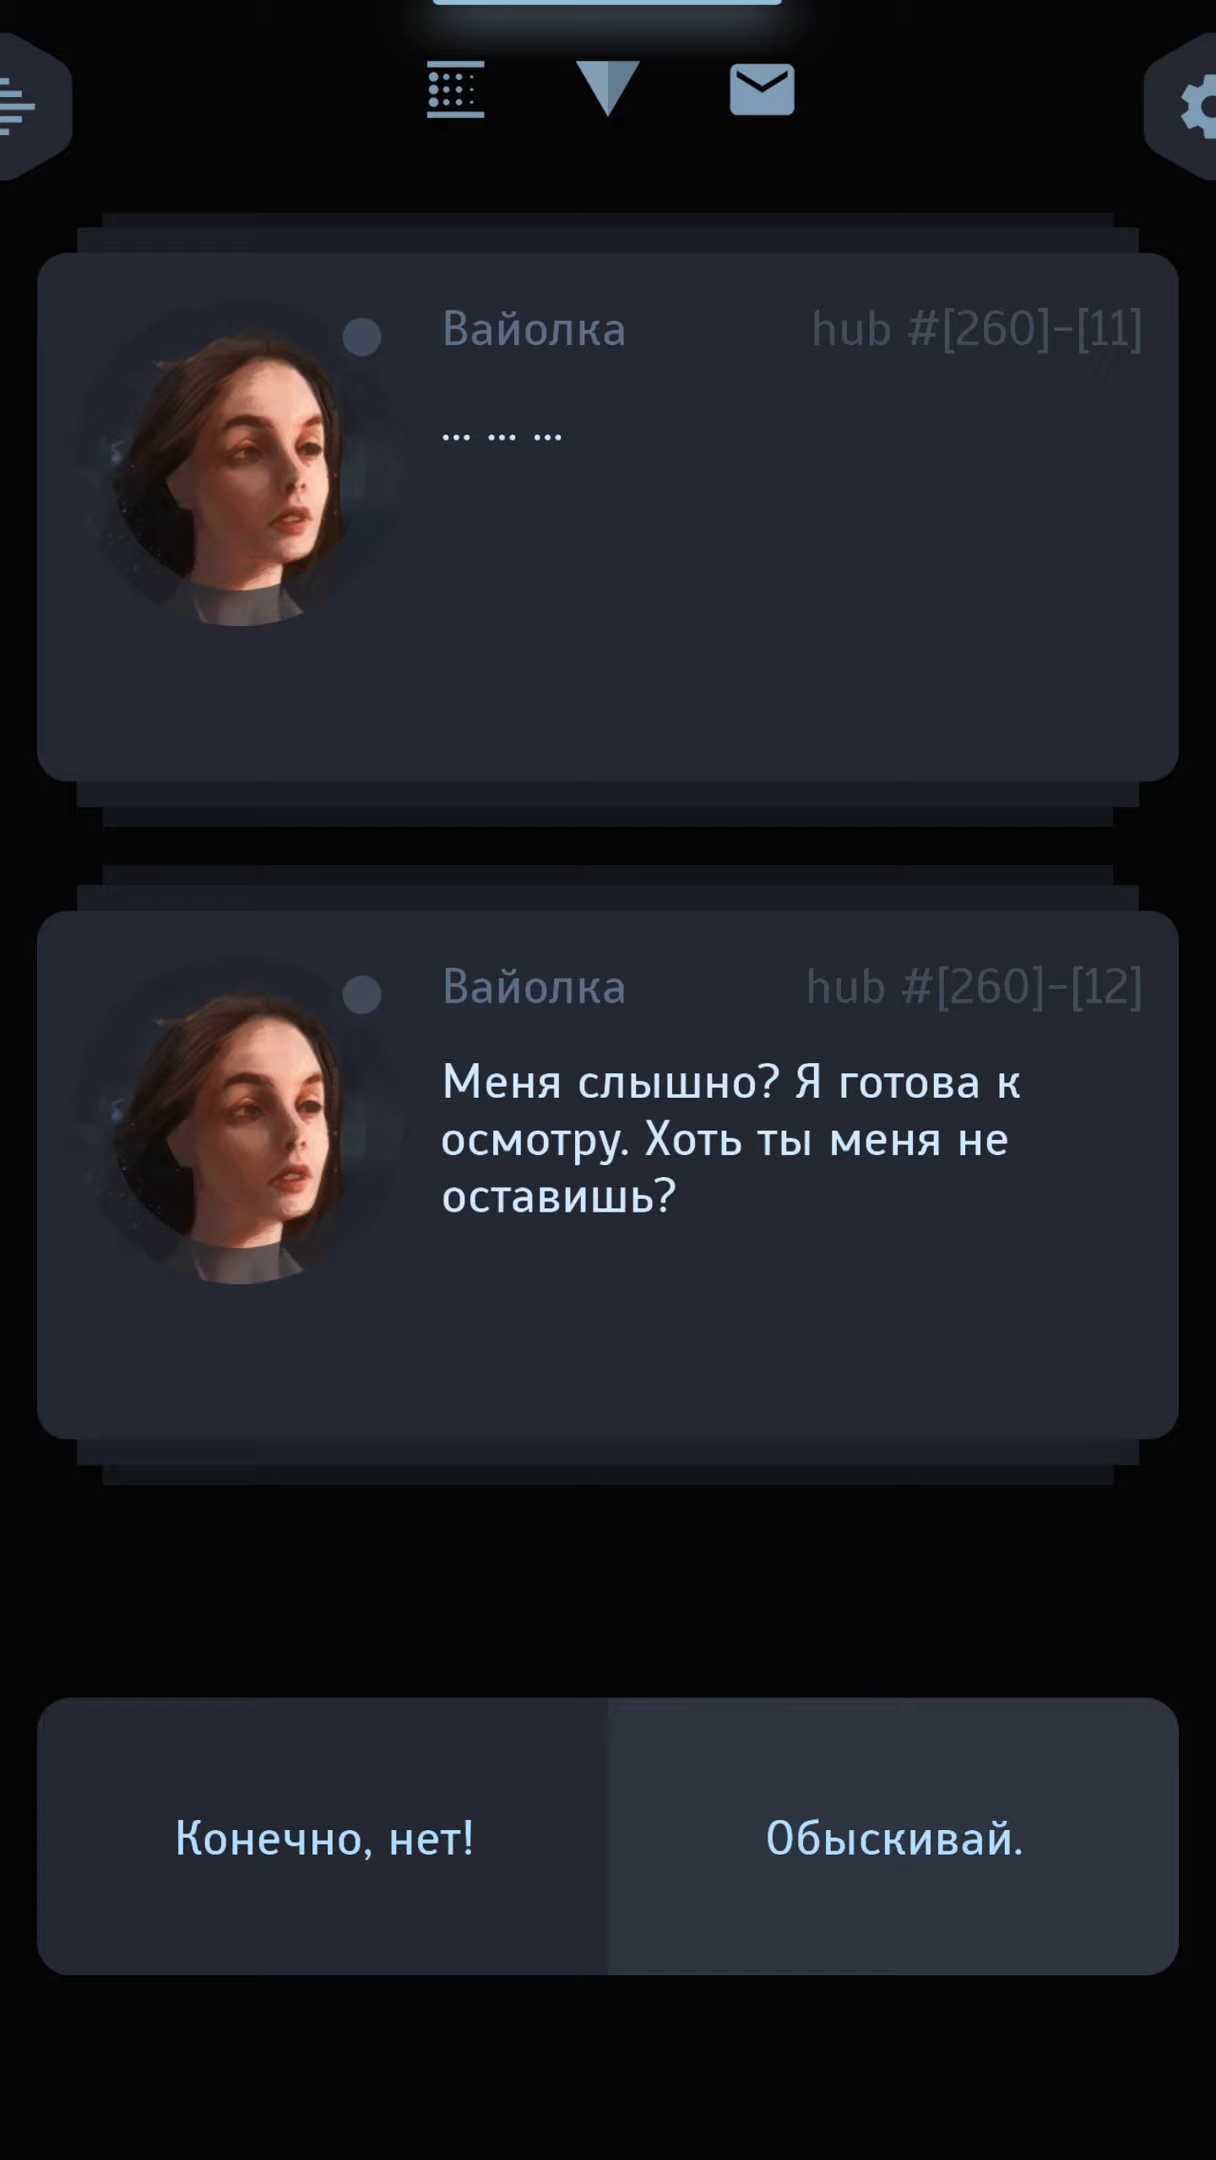 Вайолка hub #[260]-[11]
... ... ...
Вайолка hub #[260]-[12]
Меня слышно? Я готова к
осмотру. Хоть ты меня не
оставишь?
Конечно, нет! Обыскивай.